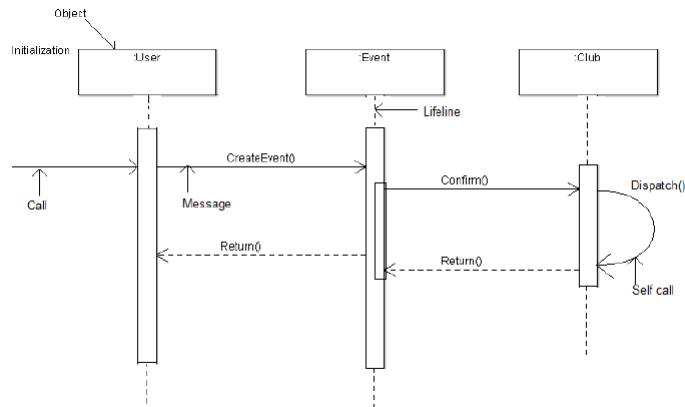 Object
Initialization
:User
:Event
:Club
Lifeline
CreateEvent()
Confirm()
Dispatch()
Call
Message
Return()
Return()
Self call